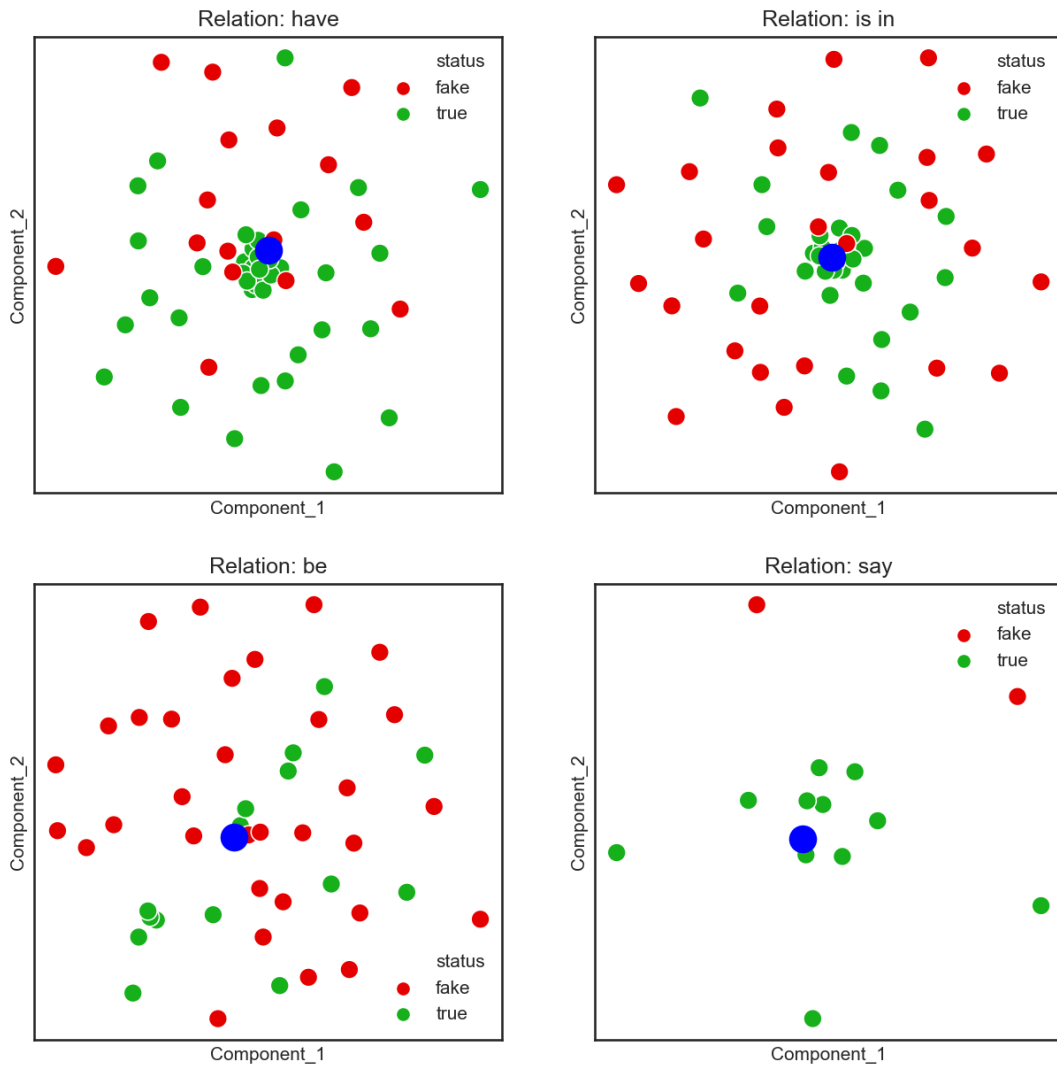 Relation: have
status
fake
true
Component_2
Component_1
Relation: is in
status
fake
true
Component_2
Component_1
Relation: be
status
fake
true
Component_2
Component_1
Relation: say
status
fake
true
Component_2
Component_1